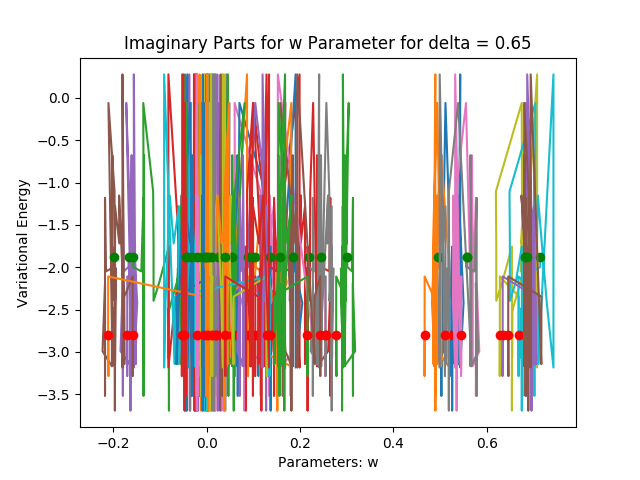 Imaginary Parts for w Parameter for delta = 0.65
Variational Energy
0.0
−0.5
−1.0
−1.5
−2.0
−2.5
−3.0
−3.5
−0.2 0.0 0.2 0.4 0.6
Parameters: w